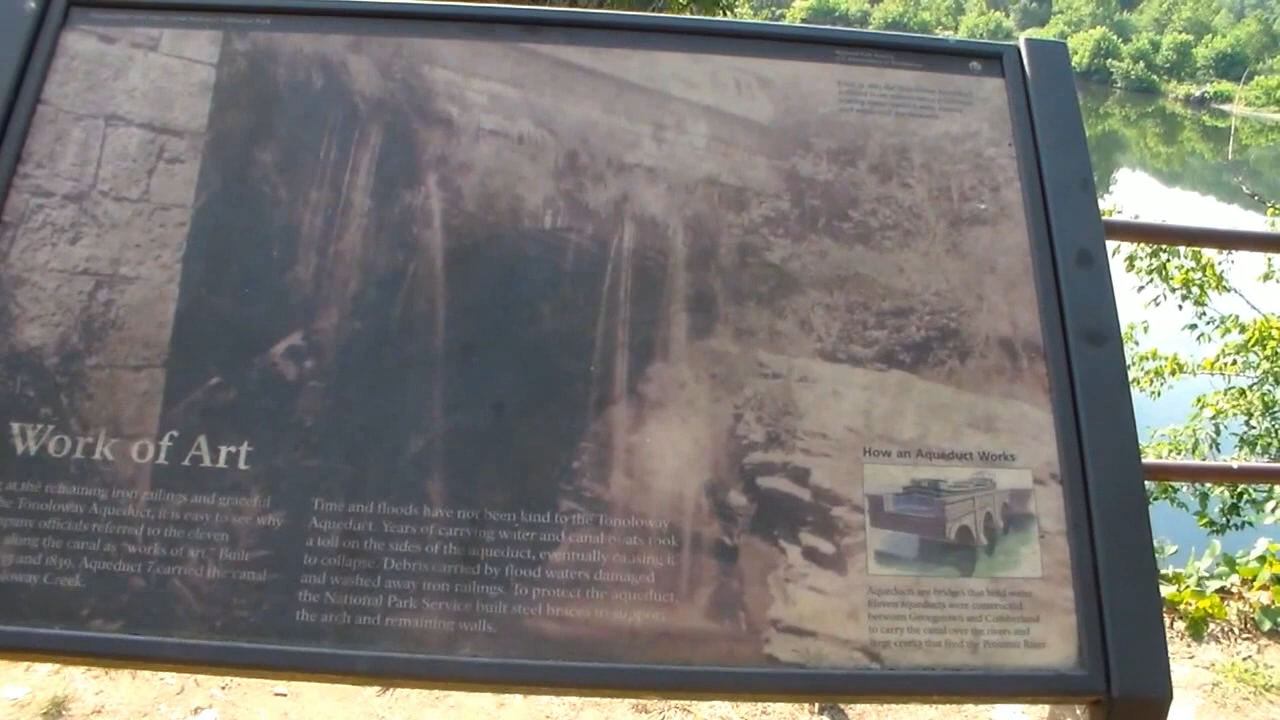 Work of Art
at the remaining iron railings and graceful
Tonoloway Aqueduct, it is easy to see why
officials referred to the eleven
along the canal as "works of art." Built
and 1839, Aqueduct 7 carried the canal
Creek.
Time and floods have not been kind to the Tonoloway
Aqueduct. Years of carrying water and canal boats took
a toll on the sides of the aqueduct, eventually causing it
to collapse. Debris carried by flood waters damaged
and washed away iron railings. To protect the aqueduct,
the National Park Service built steel braces to support
the arch and remaining walls.
How an Aqueduct Works
Aqueducts are bridges that hold water.
Eleven aqueducts were constructed
between Georgetown and Cumberland
to carry the canal over the rivers and
large creeks that feed the Potomac River.